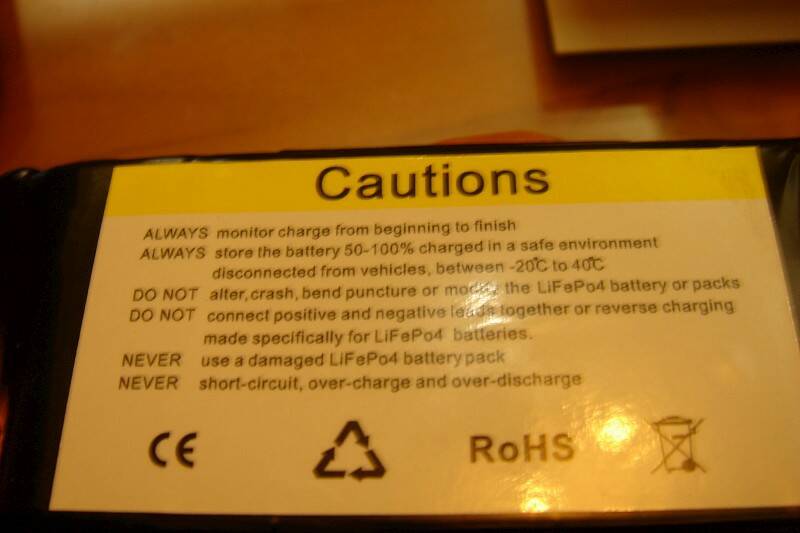 Cautions
ALWAYS monitor charge from beginning to finish
ALWAYS store the battery 50-100% charged in a safe environment
disconnected from vehicles, between -20℃ to 40℃
DO NOT alter,crash, bend puncture or modify the LiFePo4 battery or packs
DO NOT connect positive and negative leads together or reverse charging
made specifically for LiFePo4 batteries.
NEVER use a damaged LiFePo4 battery pack
NEVER short-circuit, over-charge and over-discharge
CE RoHS